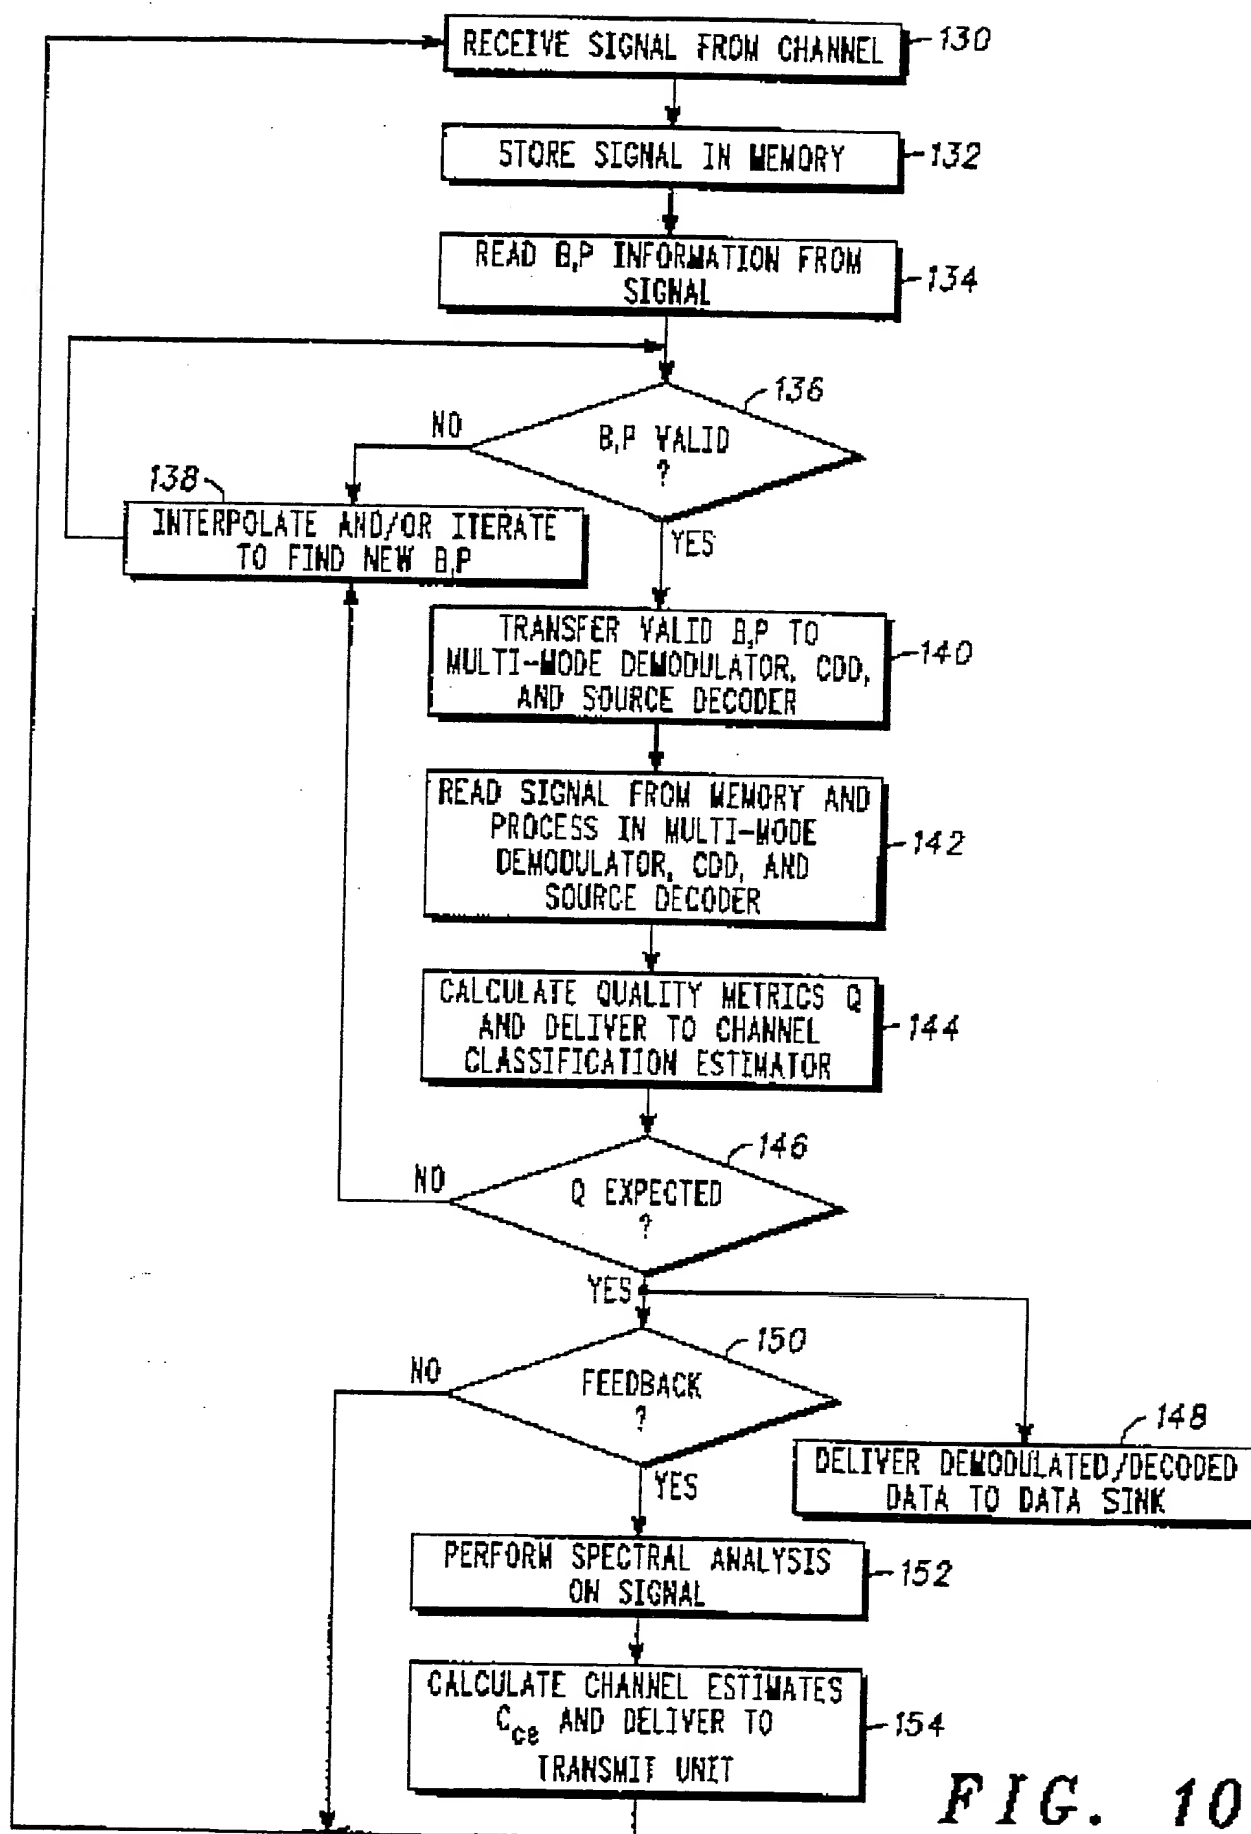 RECEIVE SIGNAL FROM CHANNEL
130
STORE SIGNAL IN MEMORY
132
READ B,P INFORMATION FROM
SIGNAL
134
136
B,P VALID
?
NO
YES
138
INTERPOLATE AND/OR ITERATE
TO FIND NEW B,P
TRANSFER VALID B,P TO
MULTI-MODE DEMODULATOR, CDD,
AND SOURCE DECODER
140
READ SIGNAL FROM MEMORY AND
PROCESS IN MULTI-MODE
DEMODULATOR, CDD, AND
SOURCE DECODER
142
CALCULATE QUALITY METRICS Q
AND DELIVER TO CHANNEL
CLASSIFICATION ESTIMATOR
144
146
Q EXPECTED
?
NO
YES
150
FEEDBACK
?
NO
YES
148
DELIVER DEMODULATED/DECODED
DATA TO DATA SINK
PERFORM SPECTRAL ANALYSIS
ON SIGNAL
152
CALCULATE CHANNEL ESTIMATES
Cce AND DELIVER TO
TRANSMIT UNIT
154
FIG. 10